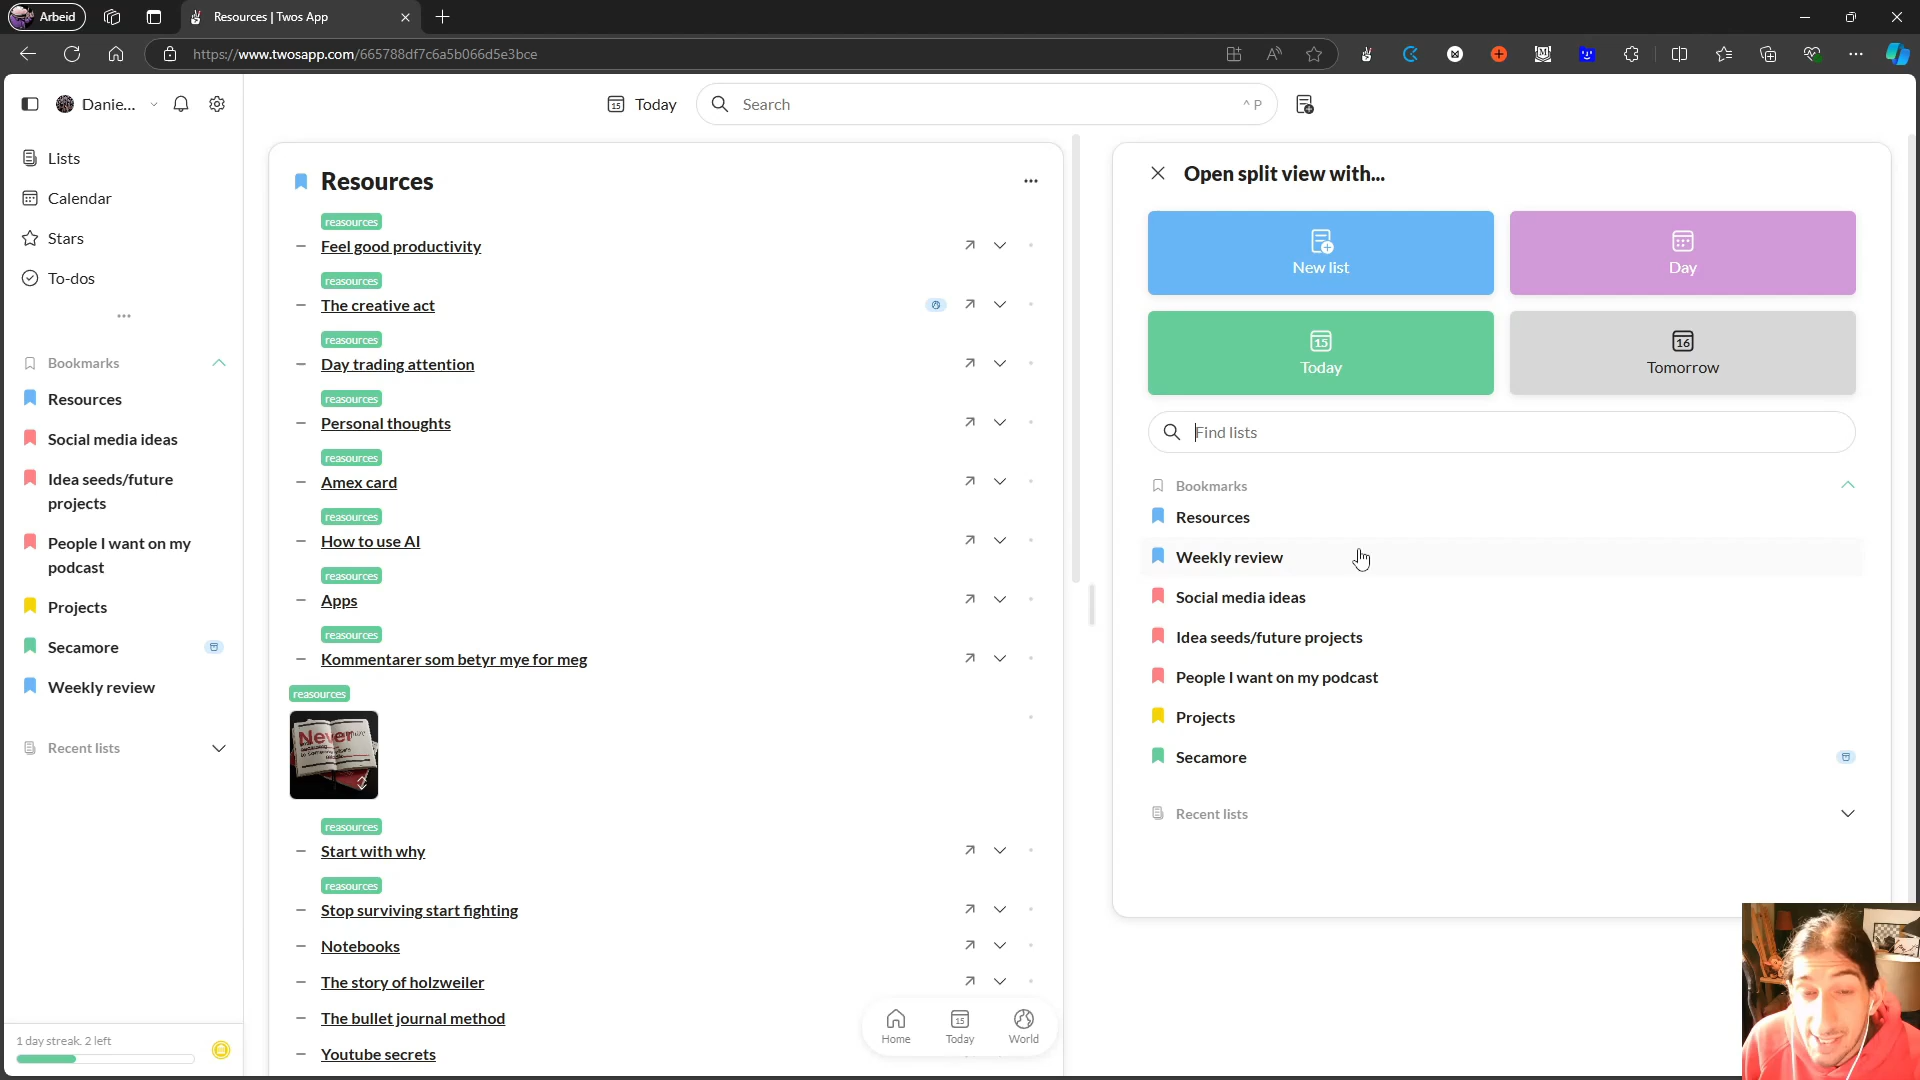 Arbeid
Resources | Twos App
https://www.twosapp.com/665788df7c6a5b066d5e3bce
Danie...
Lists
Calendar
Stars
To-dos
Bookmarks
Resources
Social media ideas
Idea seeds/future
projects
People I want on my
podcast
Projects
Secamore
Weekly review
Recent lists
1 day streak. 2 left
15
Today
Search
^ P
Resources
reasources
Feel good productivity
reasources
The creative act
reasources
Day trading attention
reasources
Personal thoughts
reasources
Amex card
reasources
How to use AI
reasources
Apps
reasources
Kommentarer som betyr mye for meg
reasources
Never
reasources
Start with why
reasources
Stop surviving start fighting
Notebooks
The story of holzweiler
The bullet journal method
Youtube secrets
Home
15
Today
World
Open split view with...
New list
Day
15
Today
16
Tomorrow
Find lists
Bookmarks
Resources
Weekly review
Social media ideas
Idea seeds/future projects
People I want on my podcast
Projects
Secamore
Recent lists